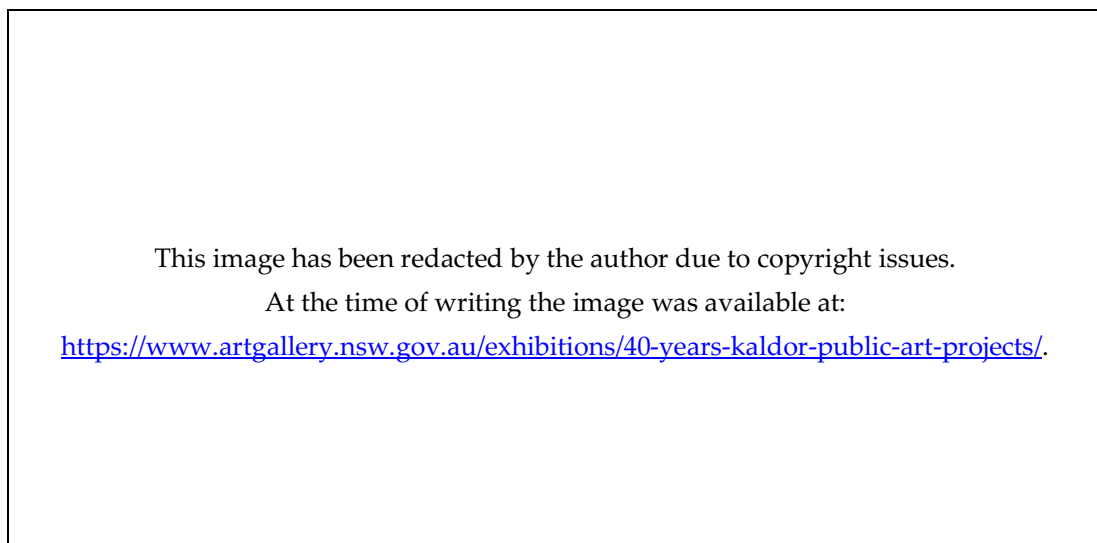 This image has been redacted by the author due to copyright issues.
At the time of writing the image was available at:
https://www.artgallery.nsw.gov.au/exhibitions/40-years-kaldor-public-art-projects/.